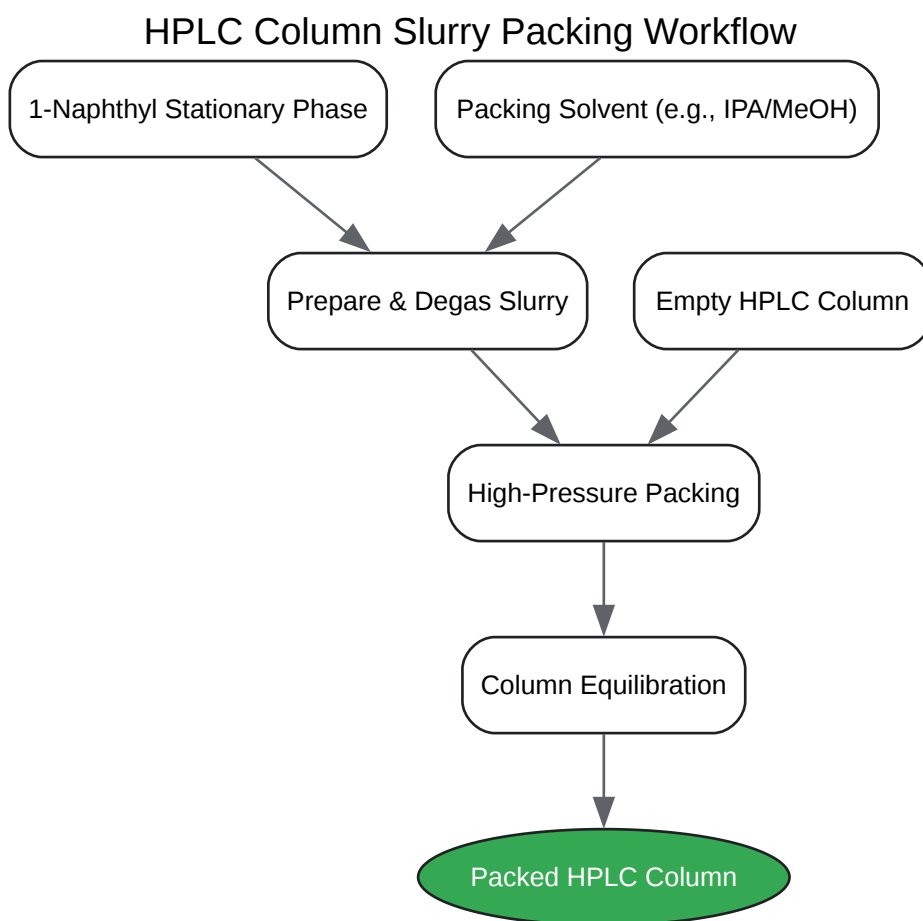 HPLC Column Slurry Packing Workflow
1-Naphthyl Stationary Phase
Packing Solvent (e.g., IPA/MeOH)
Prepare & Degas Slurry
Empty HPLC Column
High-Pressure Packing
Column Equilibration
Packed HPLC Column